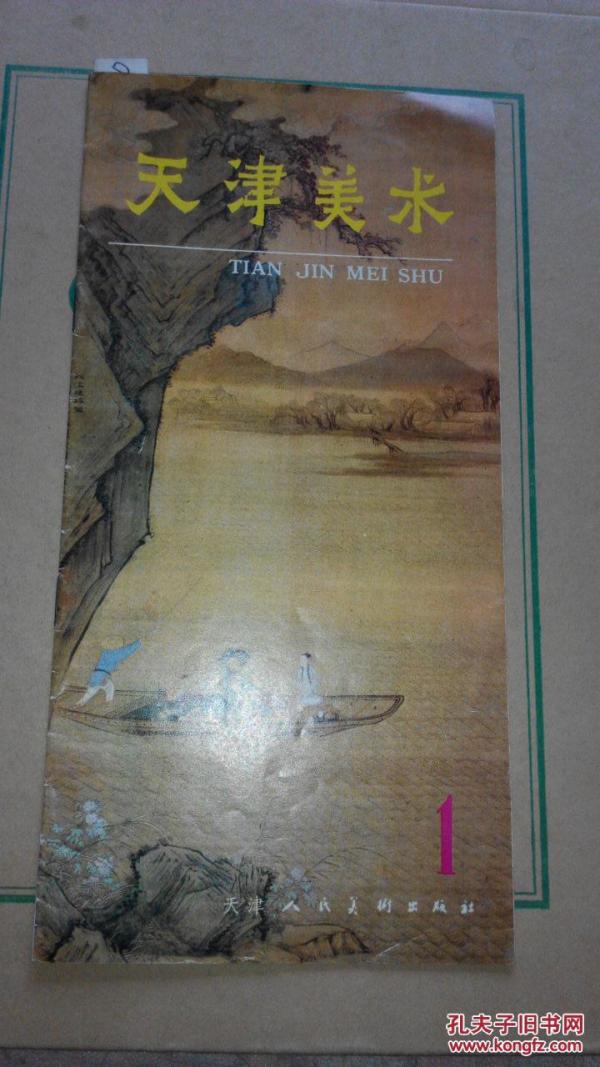 天津美术
TIAN JIN MEI SHU
1
天津人民美術出版社
孔夫子旧书网
www.kongfz.com